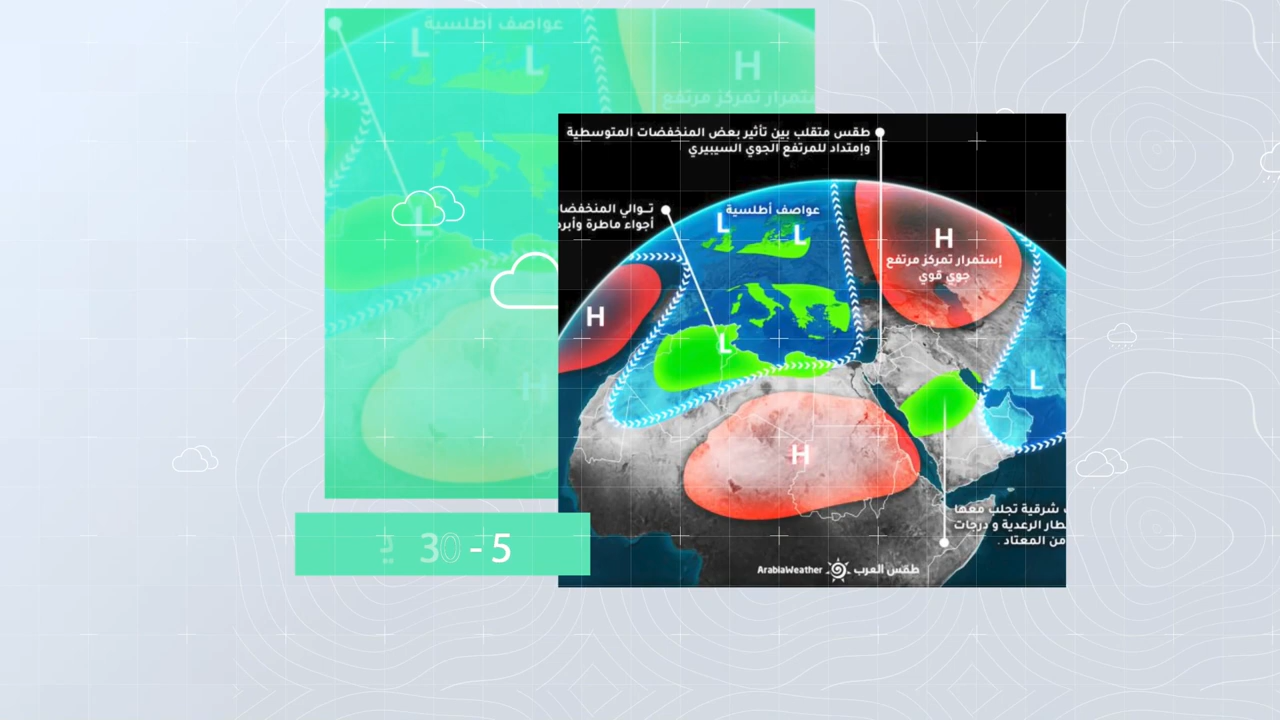 عواصف أطلسية
L
L
H
ستمرار تمركز مرتفع
طقس متقلب بين تأثير بعض المنخفضات المتوسطية
وإمتداد للمرتفع الجوي السيبيري
تـوالي المنخفضا
أجواء ماطرة وأبر
عواصف أطلسية
L
L
H
إستمرار تمركز مرتفع
جوي قوي
H
L
L
H
L
H
شرقية تجلب معها
طار الرعدية و درجات
من المعتاد .
ArabiaWeather طقس العرب
30 - 5